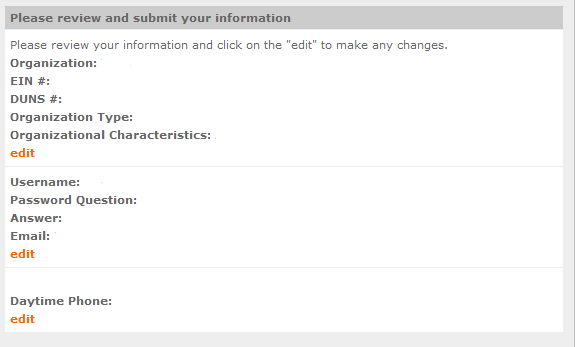 Please review and submit your information
Please review your information and click on the "edit" to make any changes.
Organization:
EIN #:
DUNS #:
Organization Type:
Organizational Characteristics:
edit
Username:
Password Question:
Answer:
Email:
edit
Daytime Phone:
edit